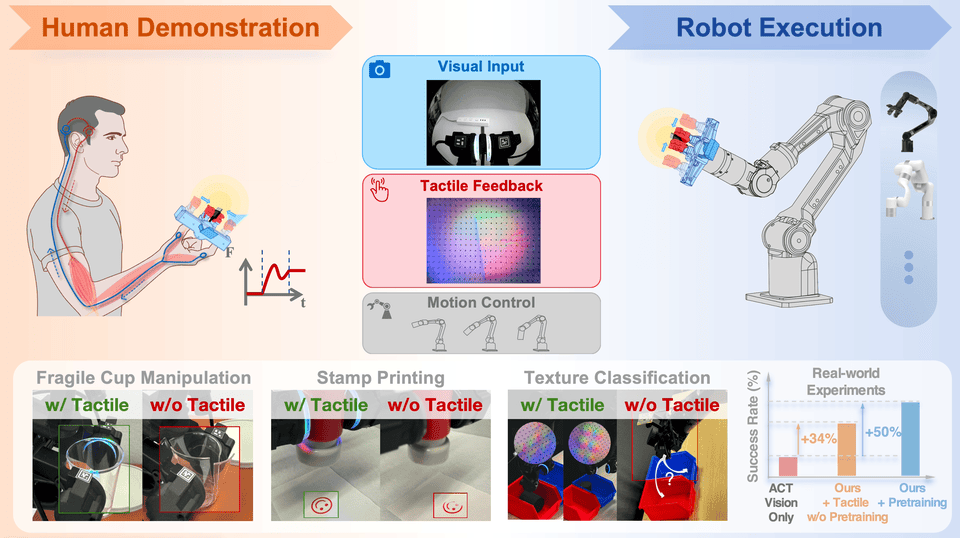 Human Demonstration
Robot Execution
Visual Input
Tactile Feedback
F
t
Motion Control
Fragile Cup Manipulation
w/ Tactile
w/o Tactile
Stamp Printing
w/ Tactile
w/o Tactile
Texture Classification
w/ Tactile
w/o Tactile
?
Real-world
Experiments
Success Rate (%)
+34%
+50%
ACT
Vision
Only
Ours
+ Tactile
w/o Pretraining
Ours
+ Pretraining